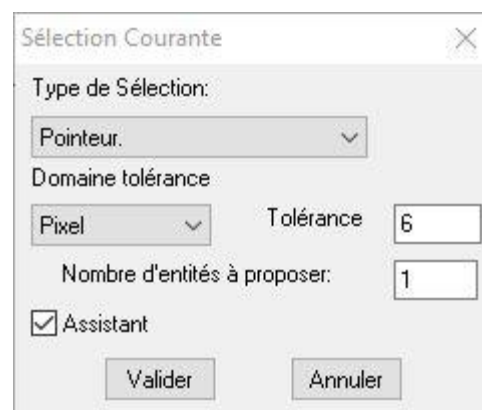 Sélection Courante
Type de Sélection:
Pointeur.
Domaine tolérance
Pixel Tolérance 6
Nombre d'entités à proposer: 1
Assistant
Valider Annuler